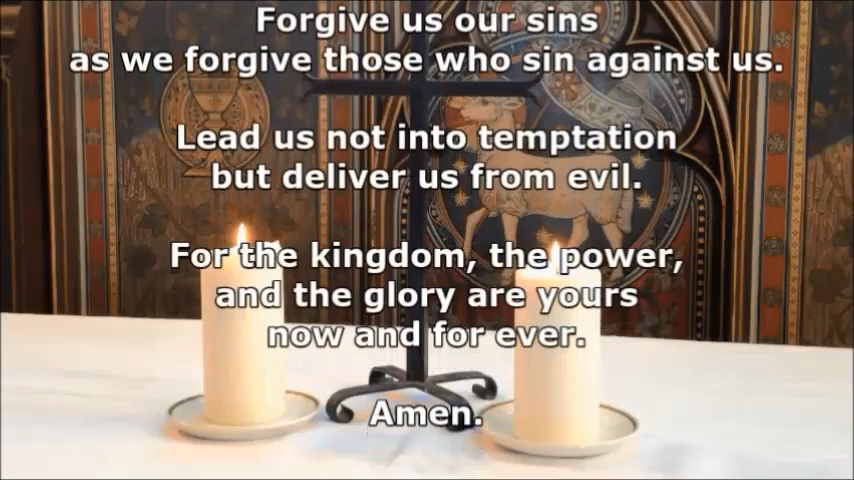 Forgive us our sins
as we forgive those who sin against us.
Lead us not into temptation
but deliver us from evil.
For the kingdom, the power,
and the glory are yours
now and for ever.
Amen.